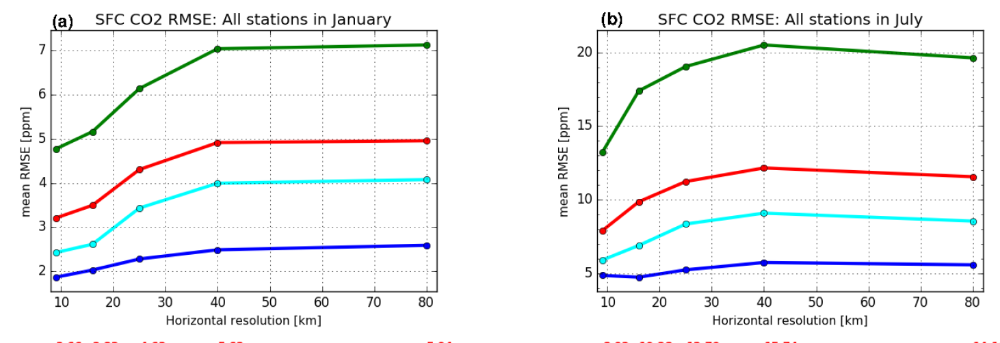 (a) SFC CO2 RMSE: All stations in January
mean RMSE [ppm]
7
6
5
4
3
2
10 20 30 40 50 60 70 80
Horizontal resolution [km]
(b) SFC CO2 RMSE: All stations in July
mean RMSE [ppm]
20
15
10
5
10 20 30 40 50 60 70 80
Horizontal resolution [km]